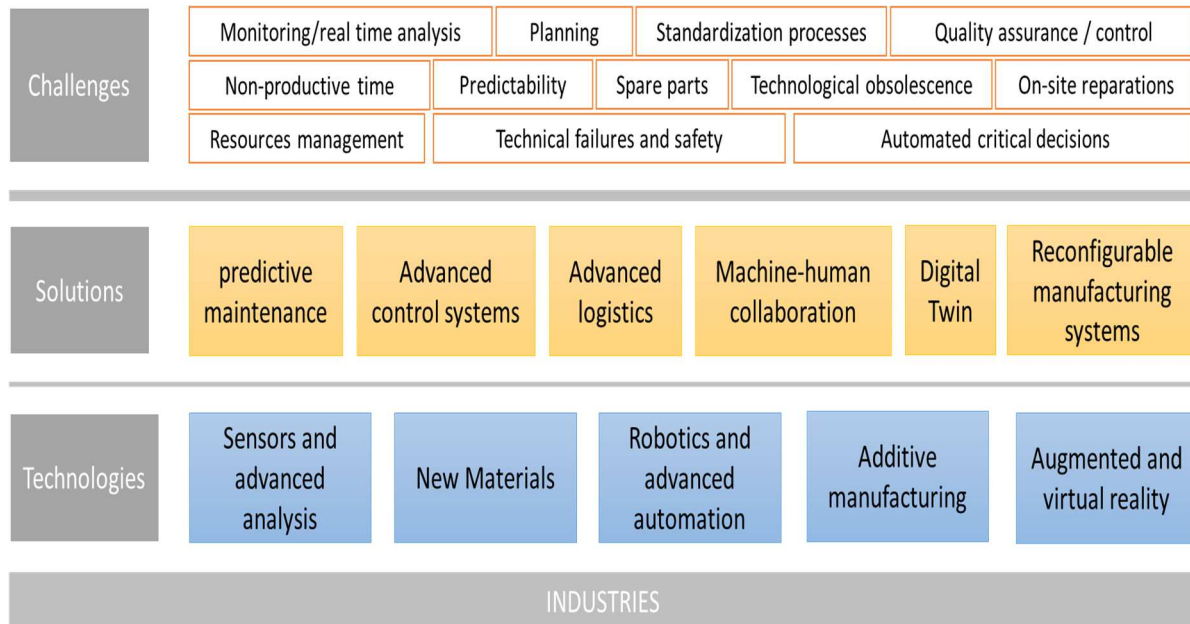 Challenges
Monitoring/real time analysis
Planning
Standardization processes
Quality assurance / control
Non-productive time
Predictability
Spare parts
Technological obsolescence
On-site reparations
Resources management
Technical failures and safety
Automated critical decisions
Solutions
predictive
maintenance
Advanced
control systems
Advanced
logistics
Machine-human
collaboration
Digital
Twin
Reconfigurable
manufacturing
systems
Technologies
Sensors and
advanced
analysis
New Materials
Robotics and
advanced
automation
Additive
manufacturing
Augmented and
virtual reality
INDUSTRIES